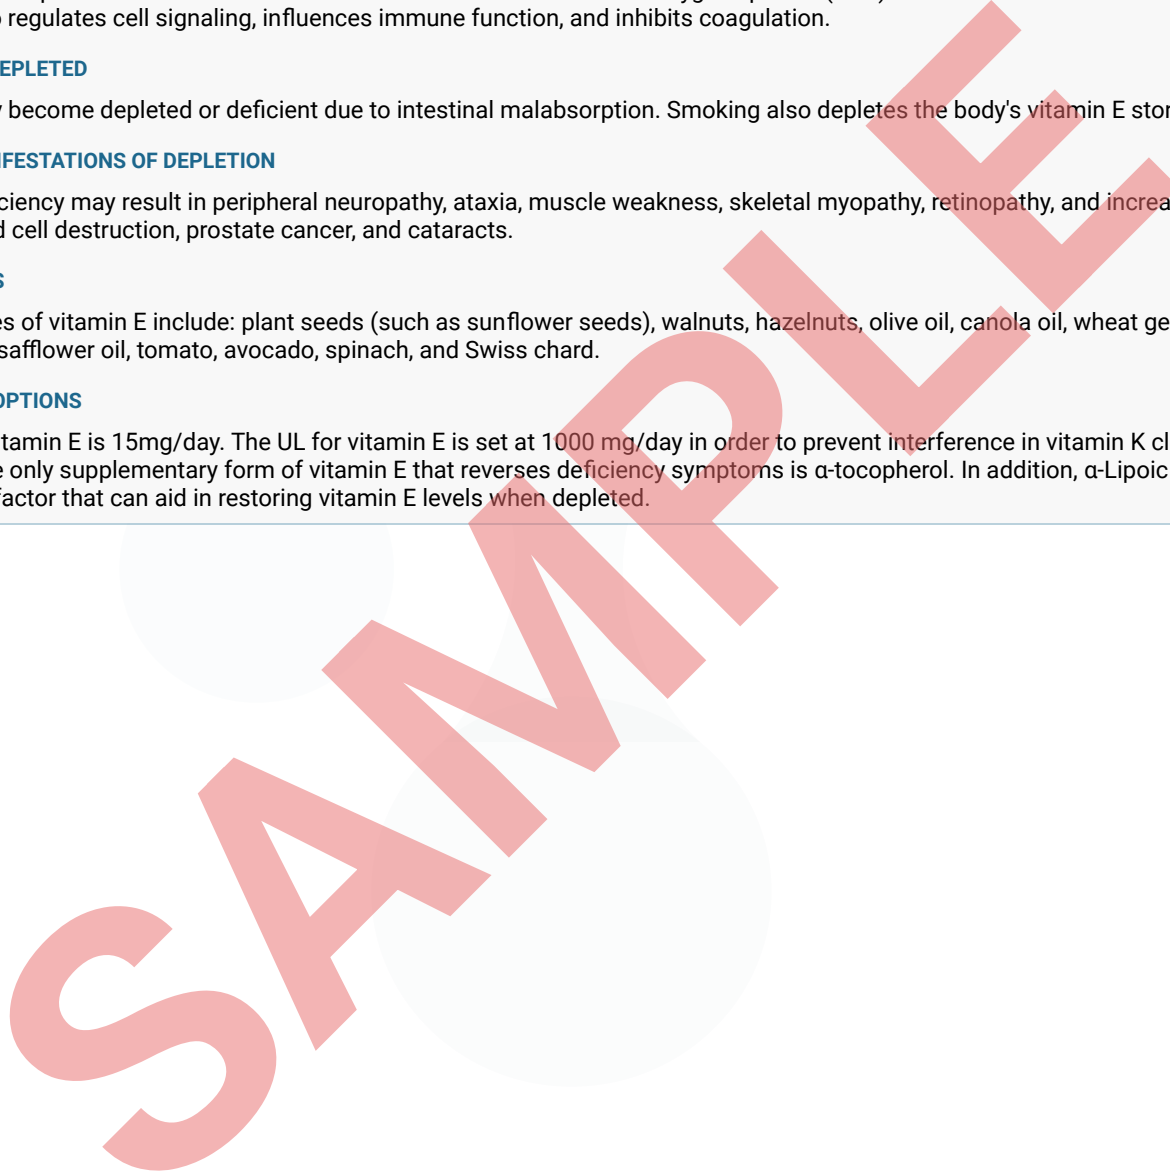 regulates cell signaling, influences immune function, and inhibits coagulation.
EPLETED
become depleted or deficient due to intestinal malabsorption. Smoking also depletes the body's vitamin E stor
IFESTATIONS OF DEPLETION
ciency may result in peripheral neuropathy, ataxia, muscle weakness, skeletal myopathy, retinopathy, and increa
d cell destruction, prostate cancer, and cataracts.
S
es of vitamin E include: plant seeds (such as sunflower seeds), walnuts, hazelnuts, olive oil, canola oil, wheat ge
safflower oil, tomato, avocado, spinach, and Swiss chard.
OPTIONS
tamin E is 15mg/day. The UL for vitamin E is set at 1000 mg/day in order to prevent interference in vitamin K cl
e only supplementary form of vitamin E that reverses deficiency symptoms is α-tocopherol. In addition, α-Lipoic
factor that can aid in restoring vitamin E levels when depleted.
SAMPLE